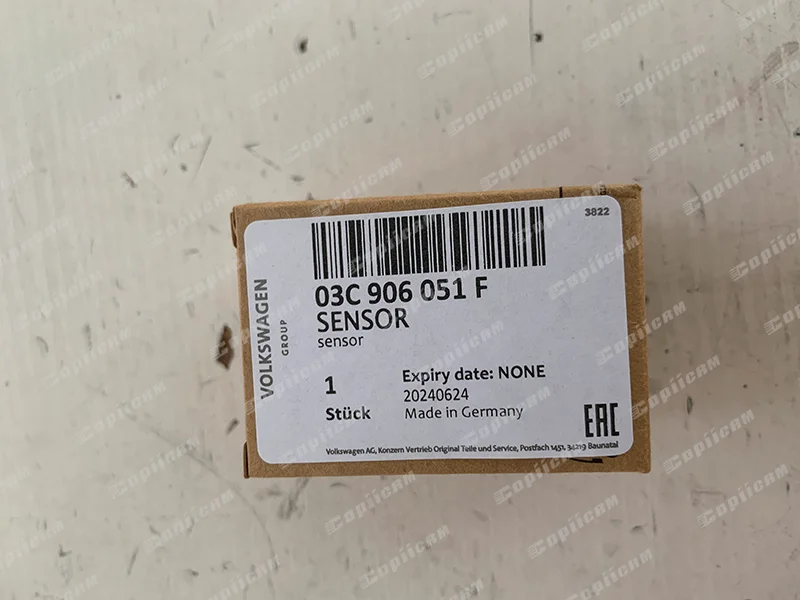 3822
03C 906 051 F
SENSOR
sensor
VOLKSWAGEN
GROUP
1
Stück
Expiry date: NONE
20240624
Made in Germany
EAC
Volkswagen AG, Konzern Vertrieb Original Teile und Service, Postfach 1451, 34219 Baunatal
Copiicam